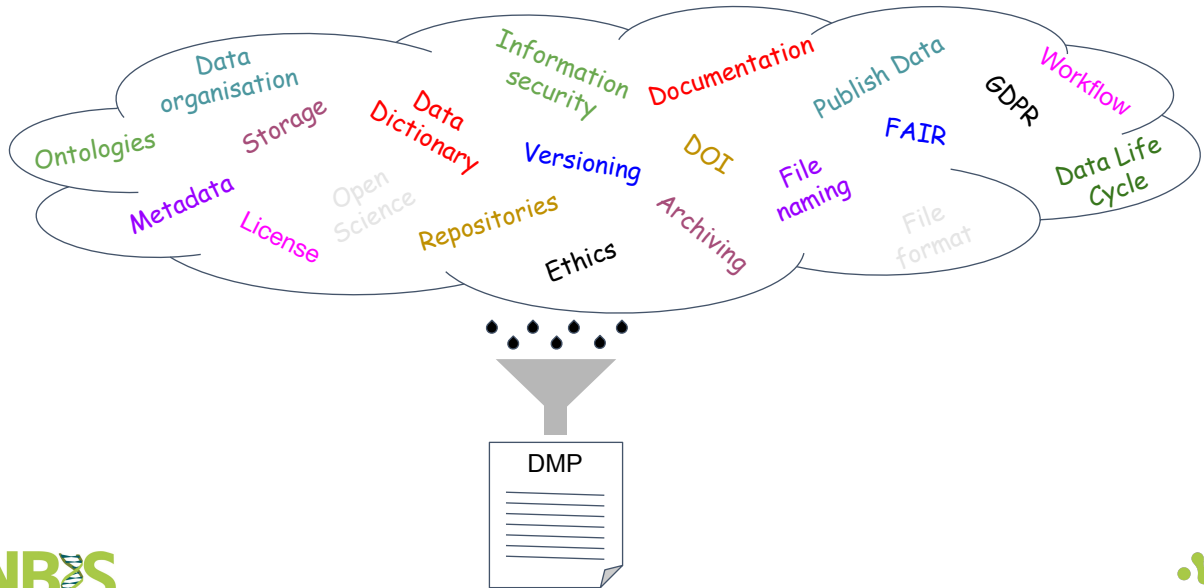 Data
organisation
Information
security
Documentation
Publish Data
Workflow
GDPR
Ontologies
Storage
Data
Dictionary
Versioning
DOI
FAIR
Data Life
Cycle
Metadata
License
Open
Science
Repositories
Ethics
Archiving
File
naming
File
format
DMP
NBIS